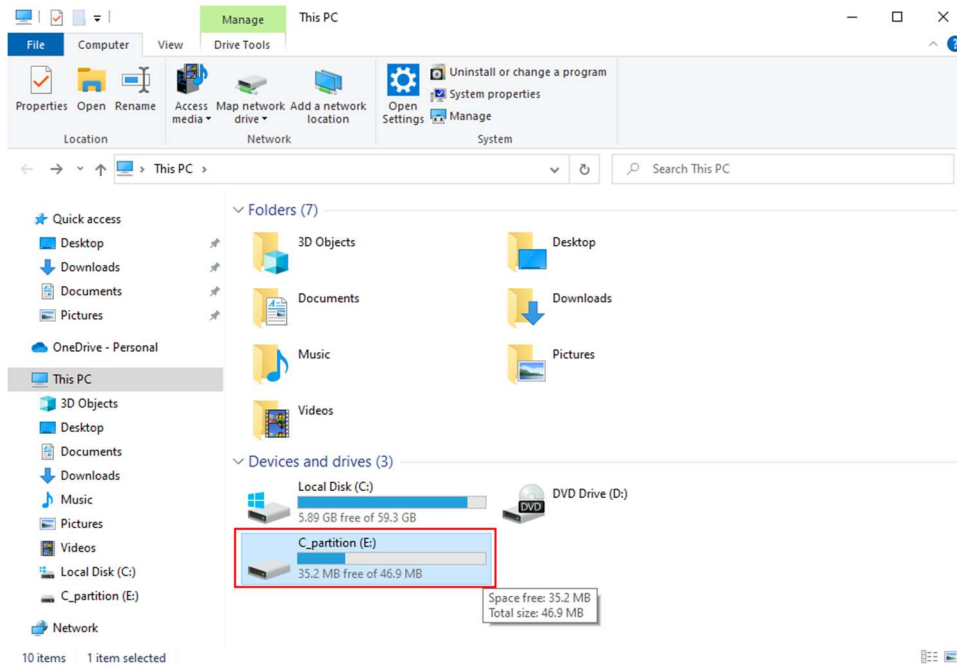 Manage
This PC
File
Computer
View
Drive Tools
Properties
Open
Rename
Access
media
Map network
drive
Add a network
location
Open
Settings
Uninstall or change a program
System properties
Manage
Location
Network
System
This PC
Search This PC
Quick access
Desktop
Downloads
Documents
Pictures
OneDrive - Personal
This PC
3D Objects
Desktop
Documents
Downloads
Music
Pictures
Videos
Local Disk (C:)
C_partition (E:)
Network
Folders (7)
3D Objects
Desktop
Documents
Downloads
Music
Pictures
Videos
Devices and drives (3)
Local Disk (C:)
5.89 GB free of 59.3 GB
DVD
DVD Drive (D:)
C_partition (E:)
35.2 MB free of 46.9 MB
Space free: 35.2 MB
Total size: 46.9 MB
10 items
1 item selected